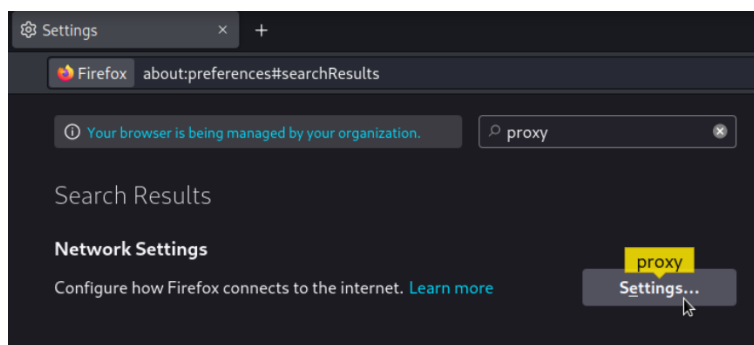 Settings × +
Firefox about:preferences#searchResults
Your browser is being managed by your organization. proxy
Search Results
Network Settings
proxy
Configure how Firefox connects to the internet. Learn more Settings...